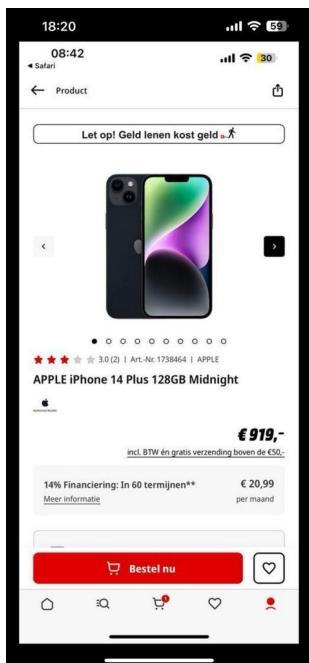 18:20
59
08:42
◄ Safari
30
Product
Let op! Geld lenen kost geld
3.0 (2) | Art.-Nr. 1738464 | APPLE
APPLE iPhone 14 Plus 128GB Midnight
€ 919,-
incl. BTW én gratis verzending boven de €50,-
14% Financiering: In 60 termijnen** € 20,99
Meer informatie per maand
Bestel nu
1